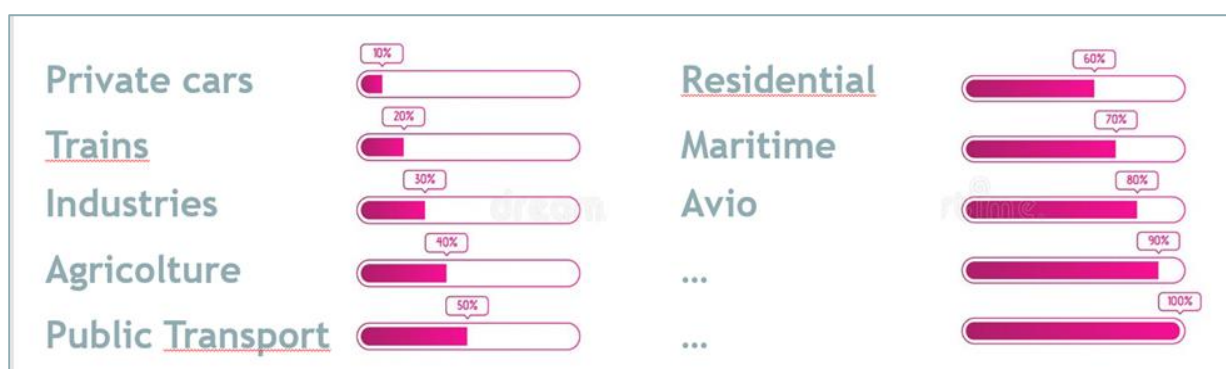 Private cars 10%
Trains 20%
Industries 30%
Agricolture 40%
Public Transport 50%
Residential 60%
Maritime 70%
Avio 80%
... 90%
... 100%
dream